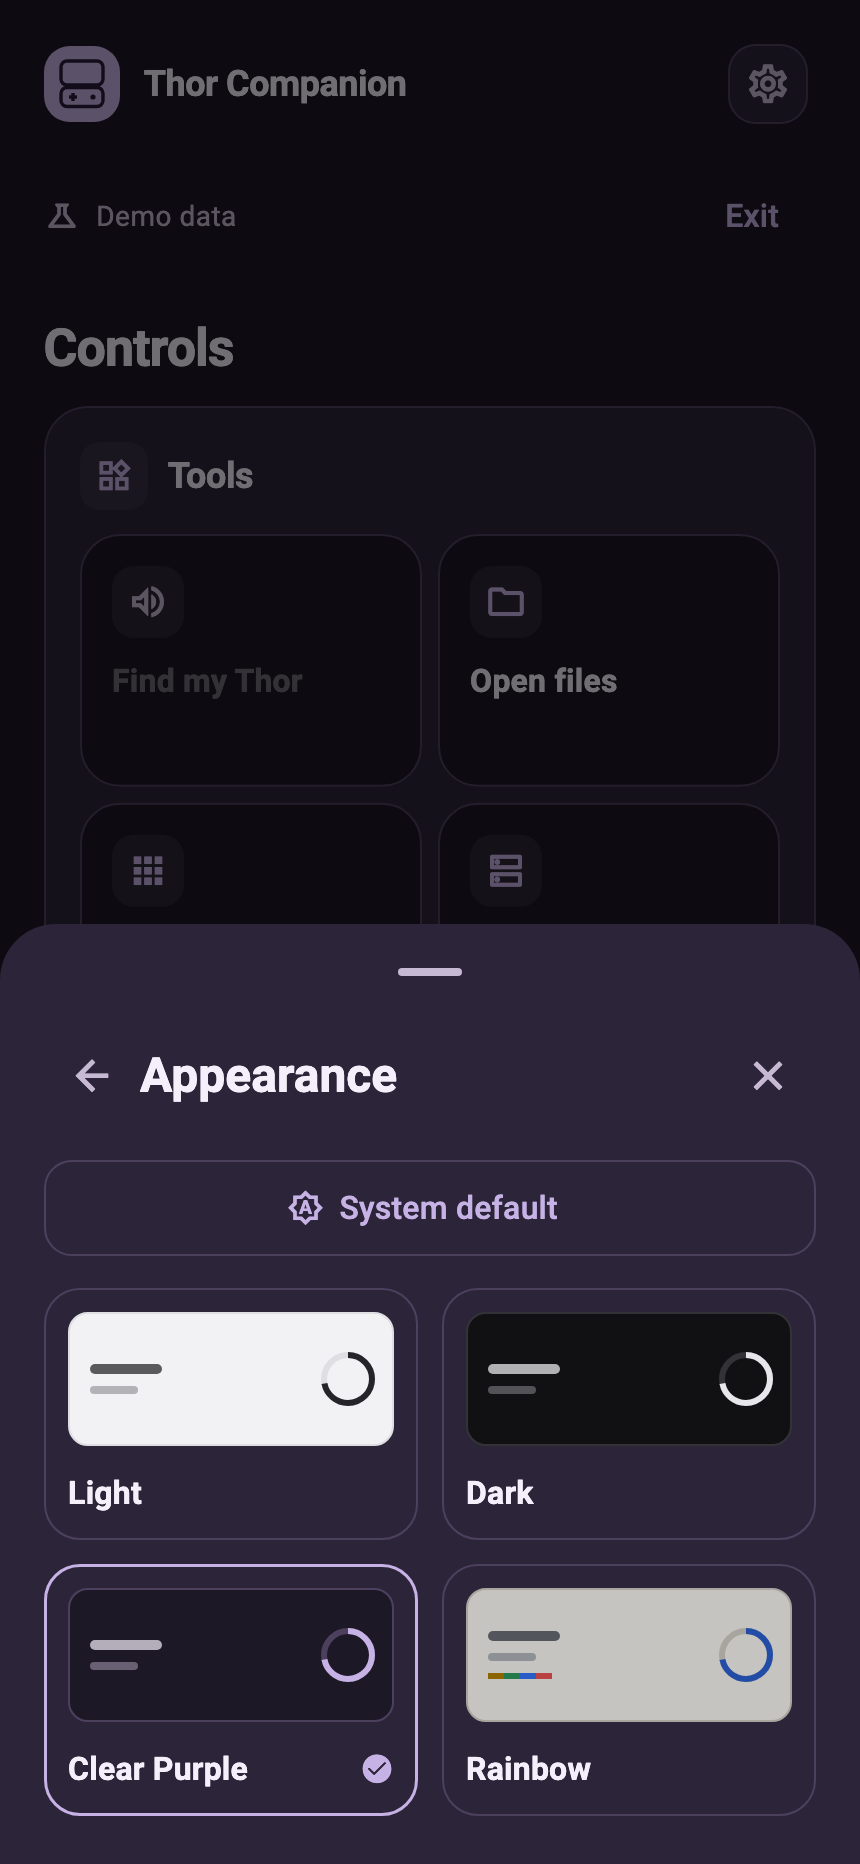 Thor Companion
Demo data
Exit
Controls
Tools
Find my Thor
Open files
Appearance
System default
Light
Dark
Clear Purple
Rainbow